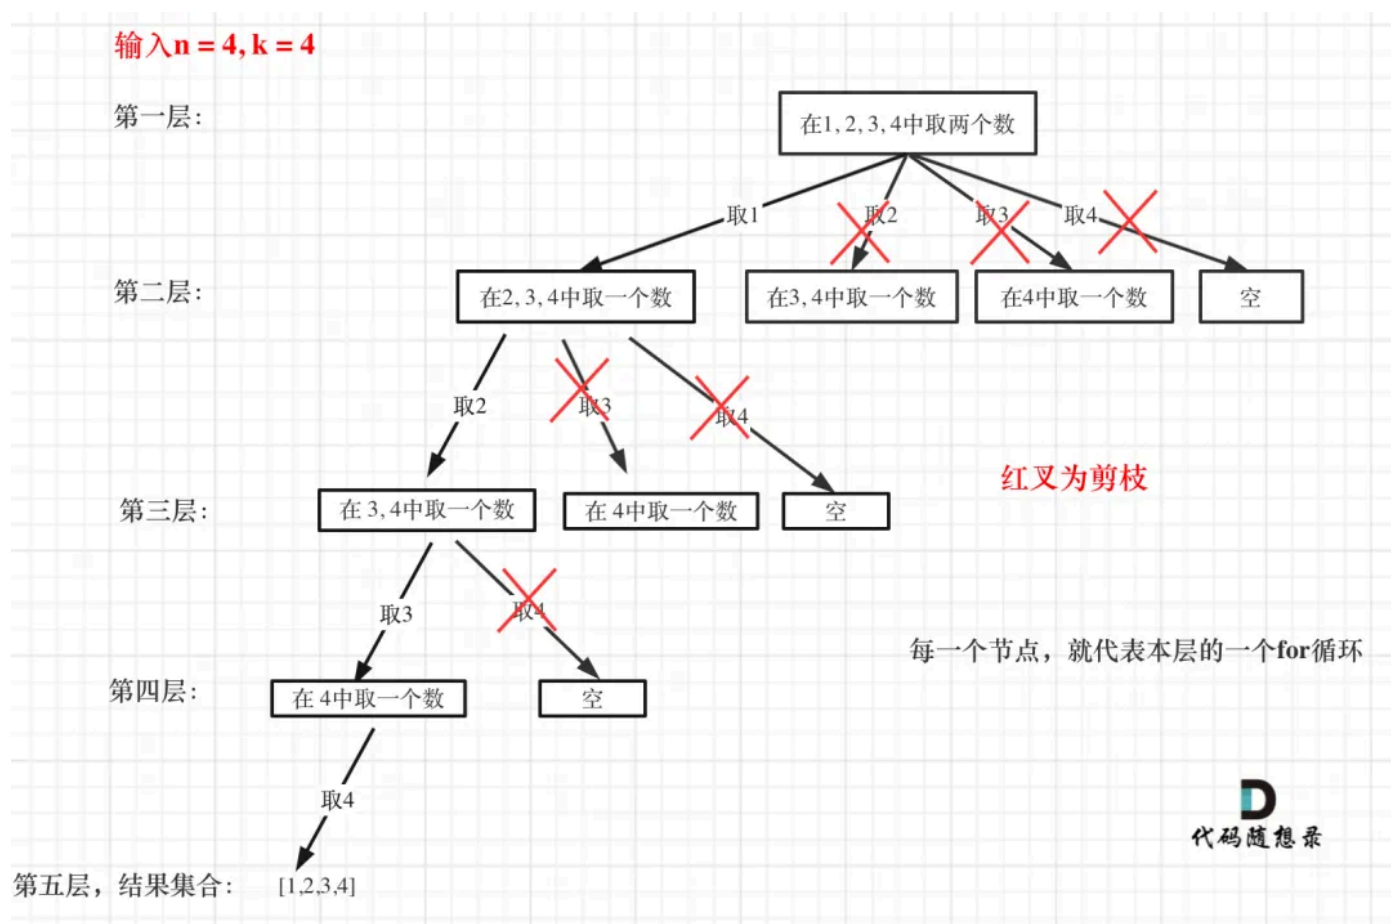 输入n = 4, k = 4
第一层：
在1, 2, 3, 4中取两个数
取1
取2
取3
取4
第二层：
在2, 3, 4中取一个数
在3, 4中取一个数
在4中取一个数
空
取2
取3
取4
红叉为剪枝
第三层：
在 3, 4中取一个数
在 4中取一个数
空
取3
取4
每一个节点，就代表本层的一个for循环
第四层：
在 4中取一个数
空
取4
代码随想录
第五层，结果集合：
[1,2,3,4]